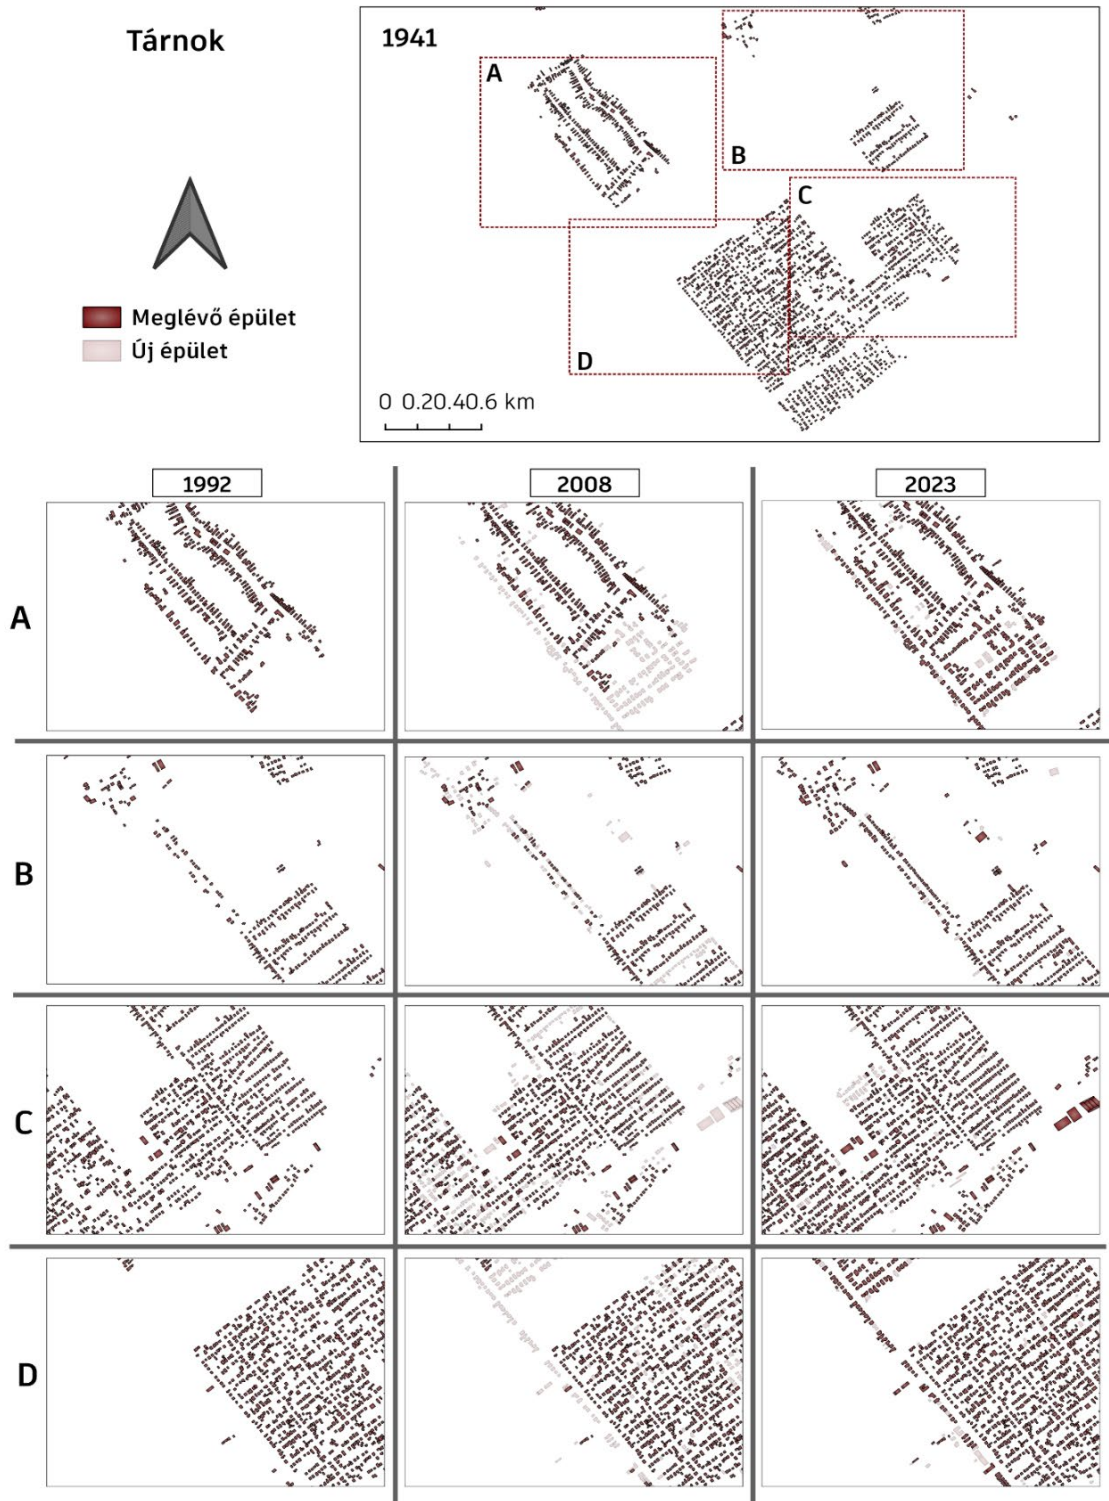 Tárnok
1941
A
B
C
D
Meglévő épület
Új épület
0 0.20.40.6 km
1992
2008
2023
A
B
C
D